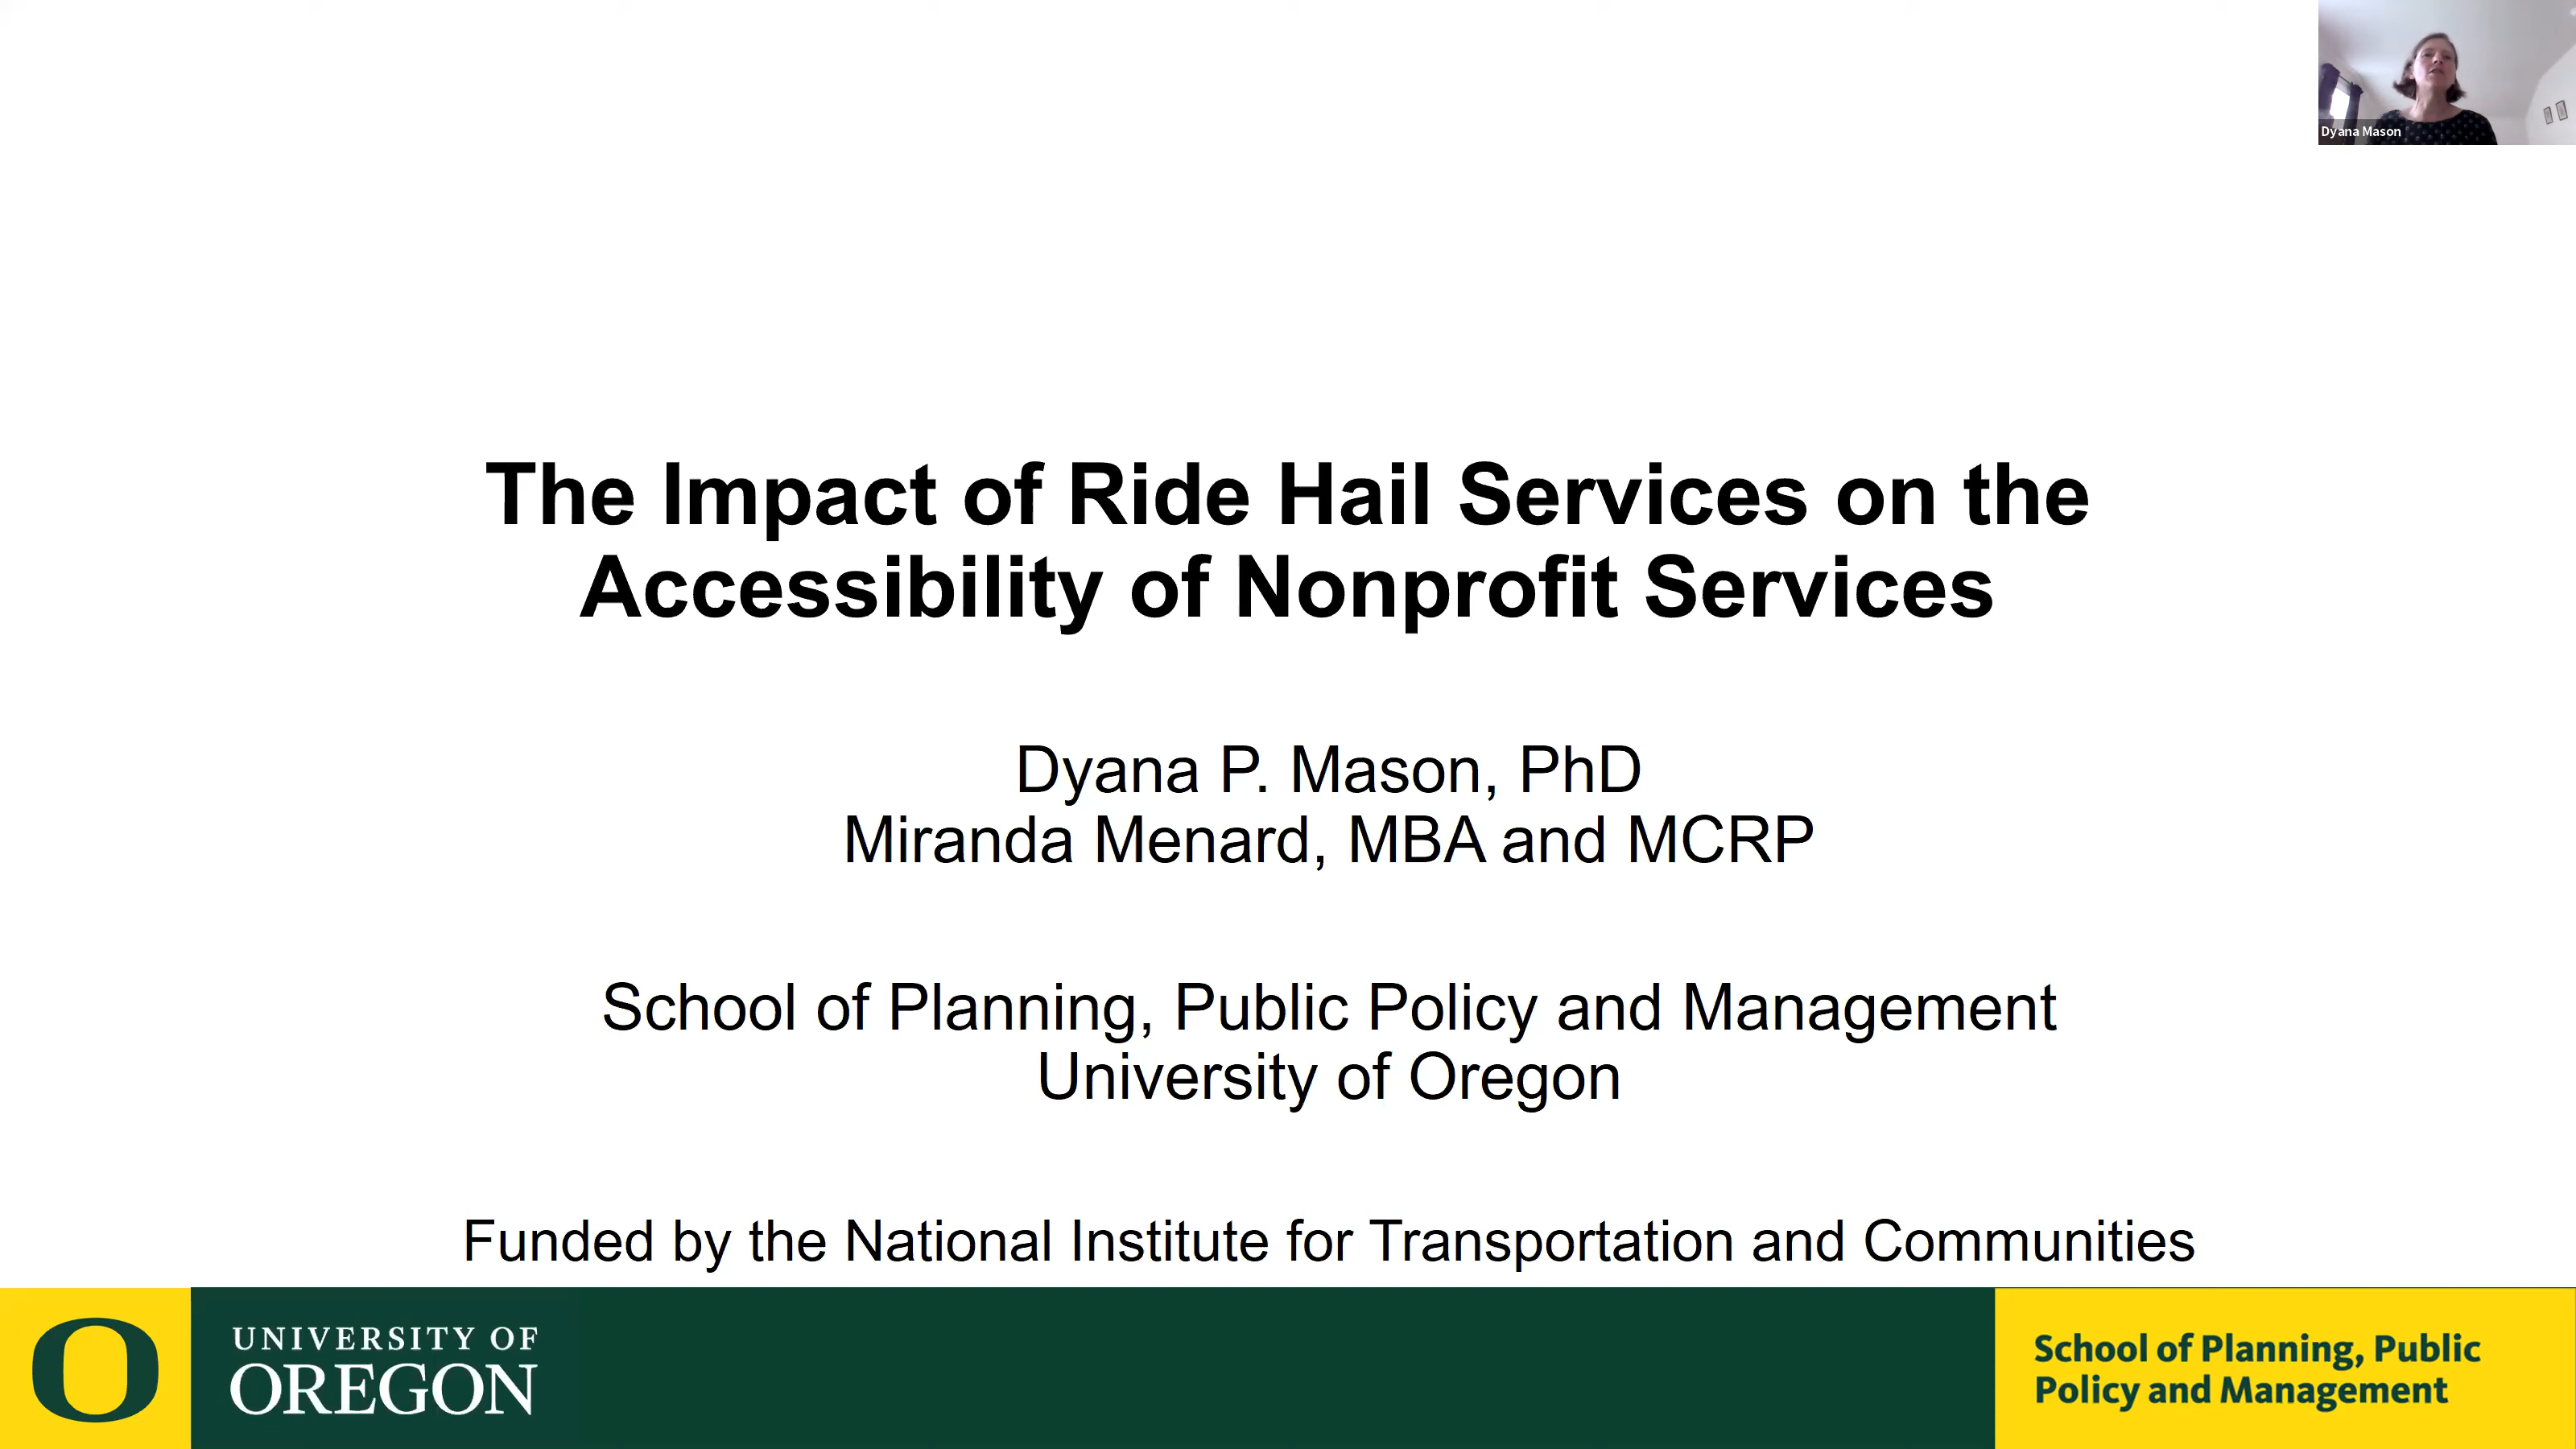 Dyana Mason
The Impact of Ride Hail Services on the
Accessibility of Nonprofit Services
Dyana P. Mason, PhD
Miranda Menard, MBA and MCRP
School of Planning, Public Policy and Management
University of Oregon
Funded by the National Institute for Transportation and Communities
O
UNIVERSITY OF
OREGON
School of Planning, Public
Policy and Management